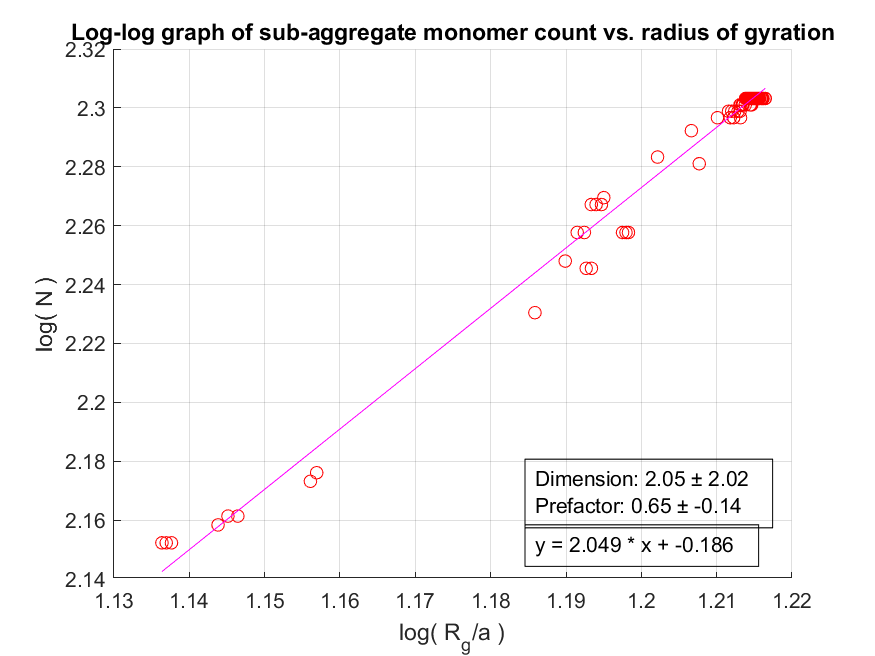 Log-log graph of sub-aggregate monomer count vs. radius of gyration
2.32
2.3
2.28
2.26
2.24
2.22
2.2
2.18
2.16
2.14
log( N )
Dimension: 2.05 ± 2.02
Prefactor: 0.65 ± -0.14
y = 2.049 * x + -0.186
1.13 1.14 1.15 1.16 1.17 1.18 1.19 1.2 1.21 1.22
log( R_g/a )